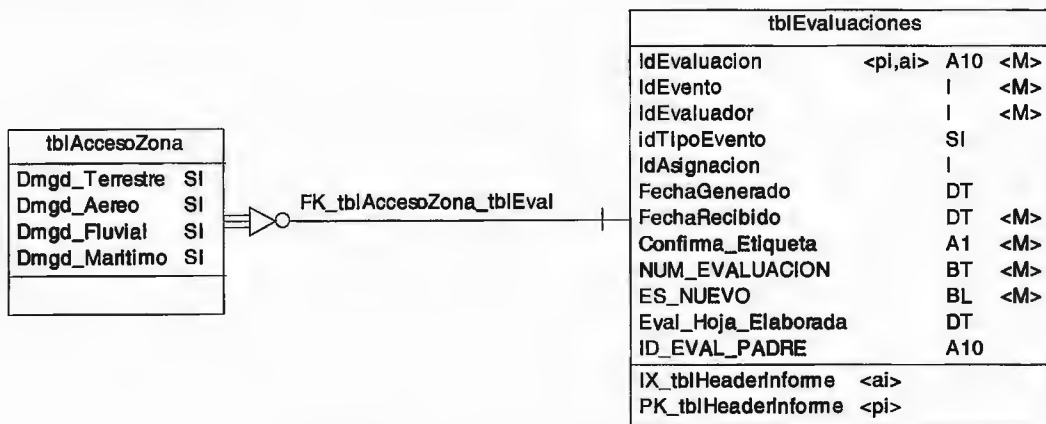 tblAccesoZona
Dmgd_Terrestre SI
Dmgd_Aereo SI
Dmgd_Fluvial SI
Dmgd_Maritimo SI
FK_tblAccesoZona_tblEval
tblEvaluaciones
IdEvaluacion <pi,ai> A10 <M>
IdEvento I <M>
IdEvaluador I <M>
idTipoEvento SI
IdAsignacion I
FechaGenerado DT
FechaRecibido DT <M>
Confirma_Etiqueta A1 <M>
NUM_EVALUACION BT <M>
ES_NUEVO BL <M>
Eval_Hoja_Elaborada DT
ID_EVAL_PADRE A10
IX_tblHeaderInforme <ai>
PK_tblHeaderInforme <pi>